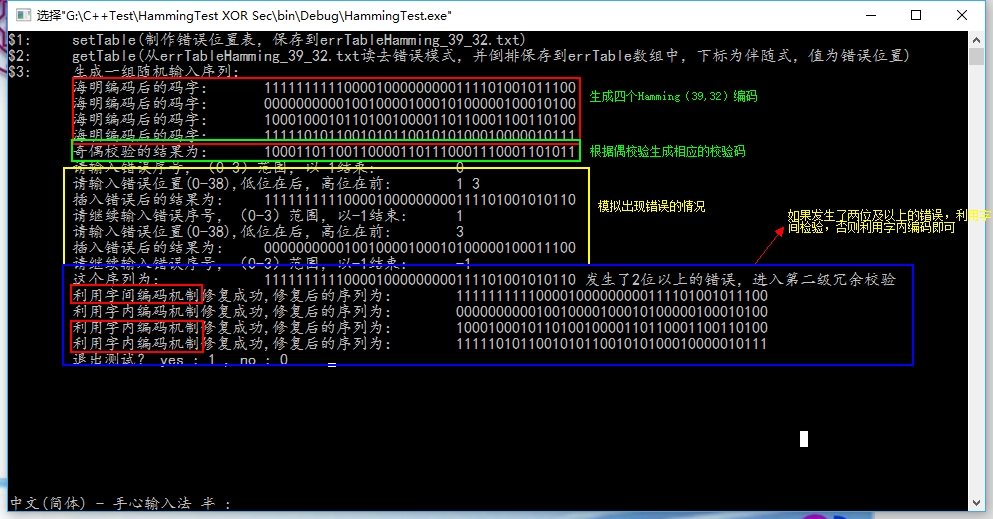 选择"G:\C++Test\HammingTest XOR Sec\bin\Debug\HammingTest.exe"
$1: setTable(制作错误位置表, 保存到errTableHamming_39_32.txt)
$2: getTable(从errTableHamming_39_32.txt读去错误模式, 并倒排保存到errTable数组中, 下标为伴随式, 值为错误位置)
$3: 生成一组随机输入序列:
海明编码后的码字: 111111111110000100000000011110100101110​0
生成四个Hamming（39,32）编码
海明编码后的码字: 000000000001001000010001010000010001010​0
海明编码后的码字: 100010001011010010000110110001100110100
海明编码后的码字: 111110101100101011001010100010000010111
奇偶校验的结果为: 100011011001100001101110001110001101011
根据偶校验生成相应的校验码
请输入错误序号, (0-3) 范围, 以-1结束: 0
请输入错误位置(0-38),低位在后, 高位在前: 1 3
插入错误后的结果为: 111111111110000100000000011110100101​0110
模拟出现错误的情况
请继续输入错误序号, (0-3) 范围, 以-1结束: 1
如果发生了两位及以上的错误，利用字
请输入错误位置(0-38),低位在后, 高位在前: 3
间检验，否则利用字内编码即可
插入错误后的结果为: 000000000010010000100010100000100011100
请继续输入错误序号, (0-3) 范围, 以-1结束: -1
这个序列为: 111111111110000100000000011110100101​0110 发生了2位以上的错误, 进入第二级冗余校验
利用字间编码机制修复成功,修复后的序列为: 111111111110000100000000011110100101​1100
利用字内编码机制修复成功,修复后的序列为: 000000000010010000100010100000100010100
利用字内编码机制修复成功,修复后的序列为: 100010001011010010000110110001100110100
利用字内编码机制修复成功,修复后的序列为: 111110101100101011001010100010000010111
退出测试? yes : 1 , no : 0
中文(简体) - 手心输入法 半 :